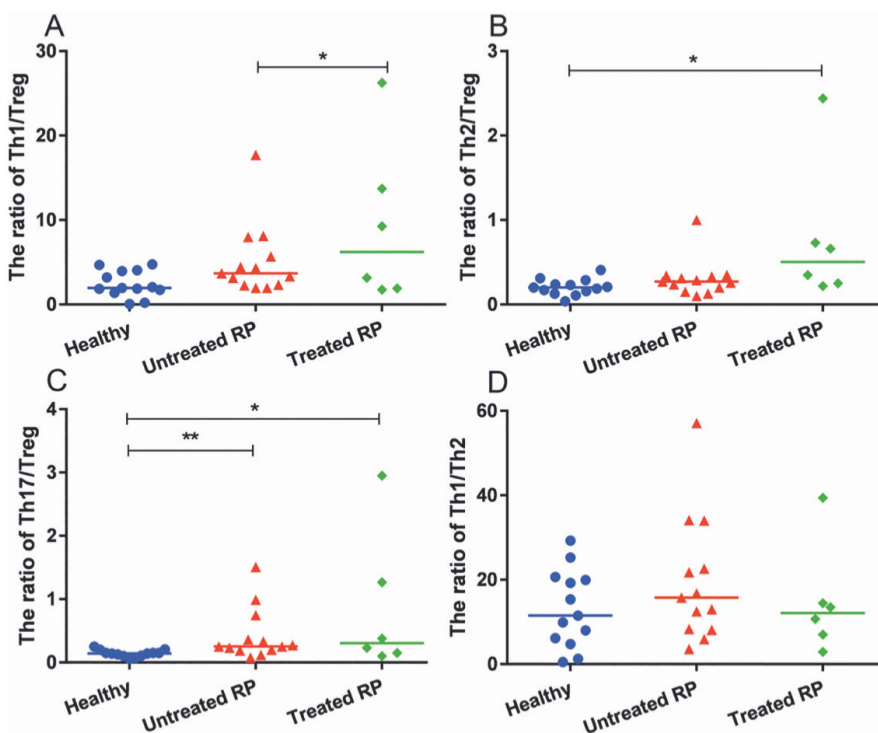 A
The ratio of Th1/Treg
30
20
10
0
*
Healthy
Untreated RP
Treated RP
B
The ratio of Th2/Treg
3
2
1
0
*
Healthy
Untreated RP
Treated RP
C
The ratio of Th17/Treg
4
3
2
1
0
*
**
Healthy
Untreated RP
Treated RP
D
The ratio of Th1/Th2
60
40
20
0
Healthy
Untreated RP
Treated RP